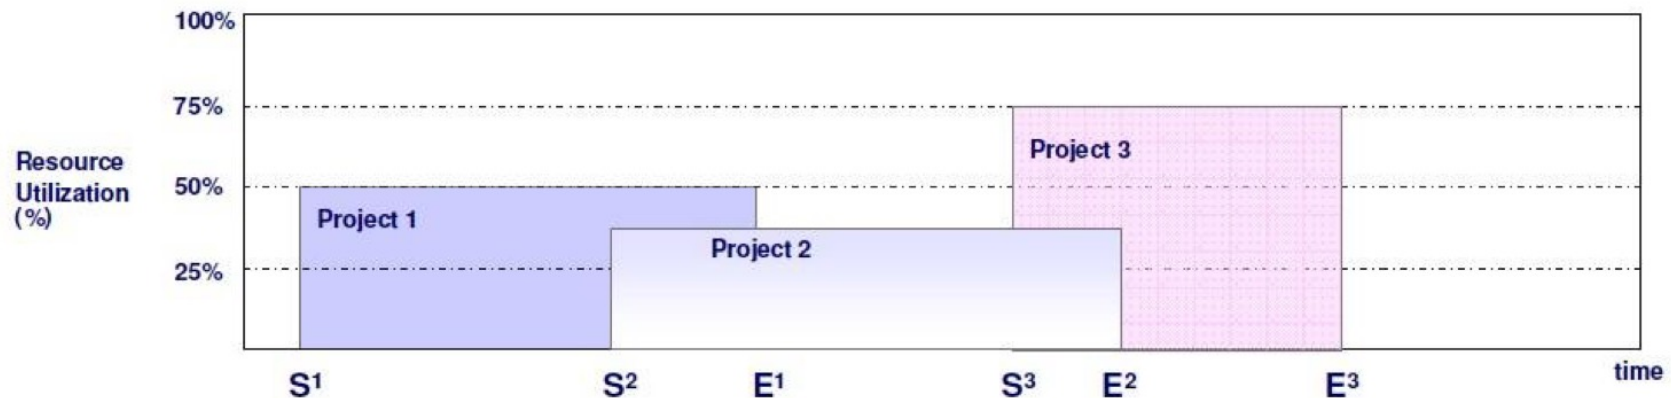 100%
75%
Resource
Utilization
(%)
50%
25%
Project 1
Project 2
Project 3
S¹
S²
E¹
S³
E²
E³
time